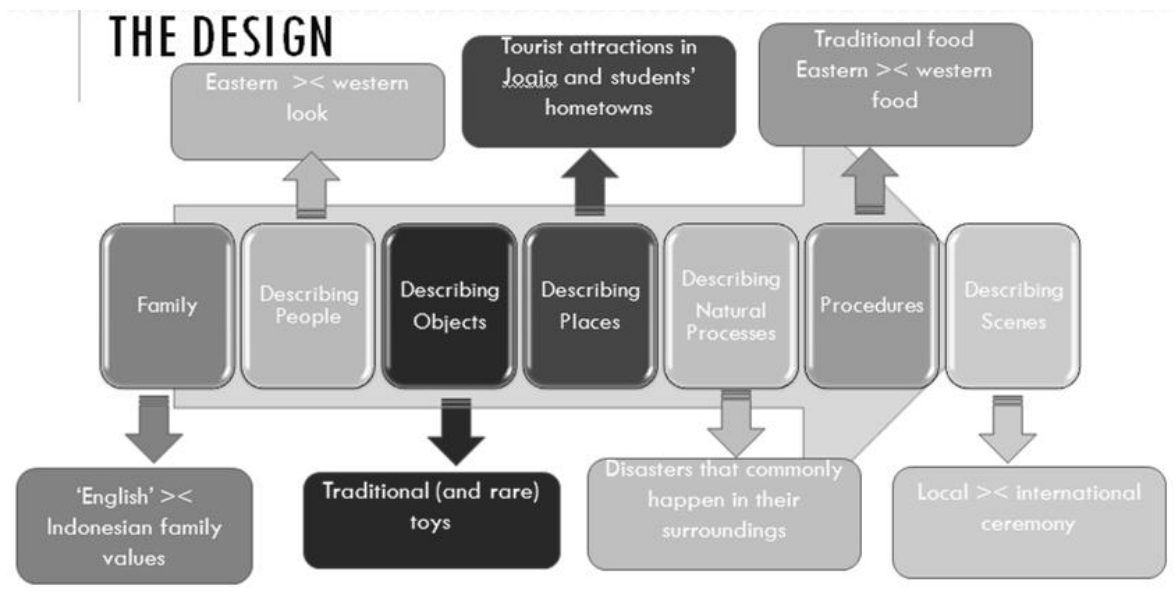 THE DESIGN
Eastern >< western
look
Tourist attractions in
Jogja and students'
hometowns
Traditional food
Eastern >< western
food
Family
Describing
People
Describing
Objects
Describing
Places
Describing
Natural
Processes
Procedures
Describing
Scenes
'English' ><
Indonesian family
values
Traditional (and rare)
toys
Disasters that commonly
happen in their
surroundings
Local >< international
ceremony